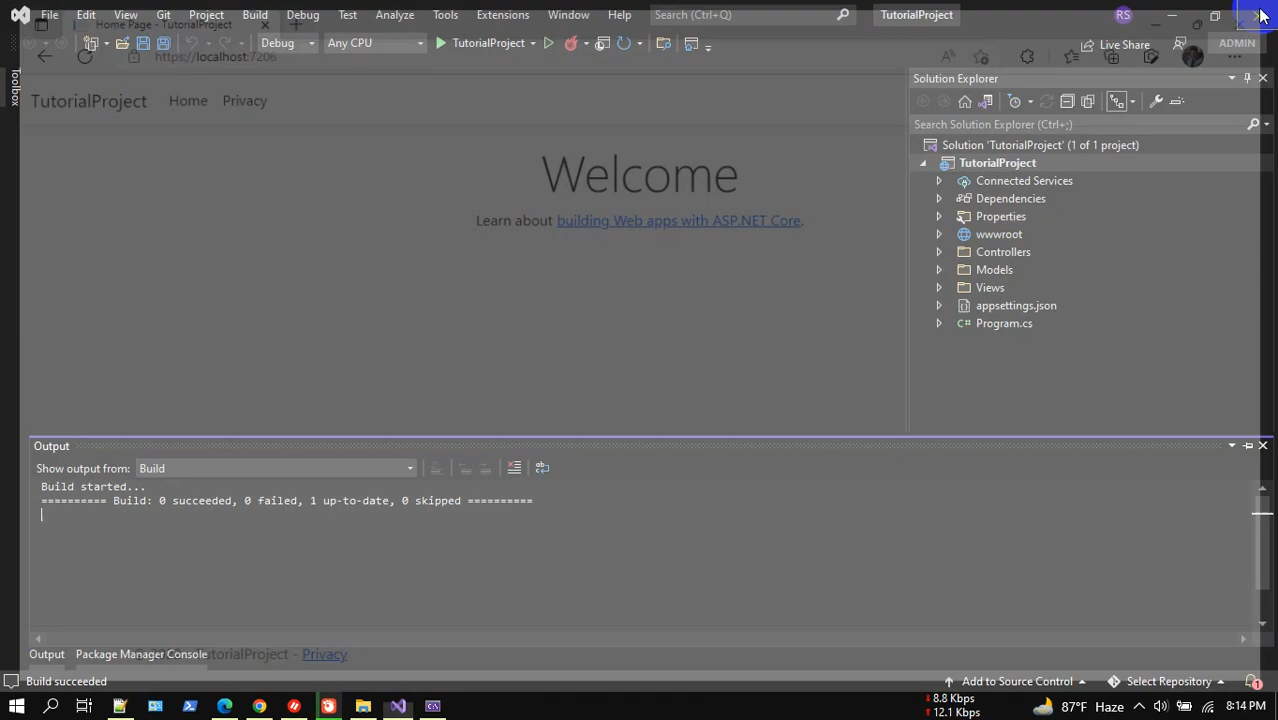 File Edit View Git Project Build Debug Test Analyze Tools Extensions Window Help Search (Ctrl+Q) TutorialProject RS
Home Page - TutorialProject
Debug Any CPU TutorialProject Live Share ADMIN
https://localhost:7206
Toolbox
TutorialProject Home Privacy
Welcome
Learn about building Web apps with ASP.NET Core.
Solution Explorer
Search Solution Explorer (Ctrl+;)
Solution 'TutorialProject' (1 of 1 project)
TutorialProject
Connected Services
Dependencies
Properties
wwwroot
Controllers
Models
Views
appsettings.json
C# Program.cs
Output
Show output from: Build
Build started...
========== Build: 0 succeeded, 0 failed, 1 up-to-date, 0 skipped ==========
TutorialProject - Privacy
Output Package Manager Console
Build succeeded Add to Source Control Select Repository 1
8.8 Kbps
12.1 Kbps
87°F Haze 8:14 PM